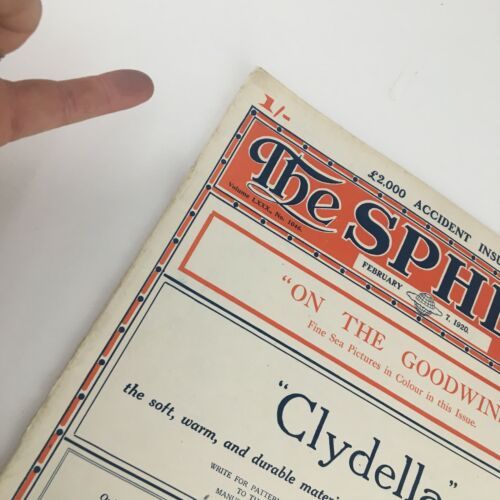 1/-
£2,000 ACCIDENT INSU
The SPH
Volume LXXX, No. 1046.
FEBRUARY 7, 1920.
"ON THE GOODWIN
Fine Sea Pictures in Colour in this Issue.
"Clydella"
the soft, warm, and durable mater
WRITE FOR PATTER